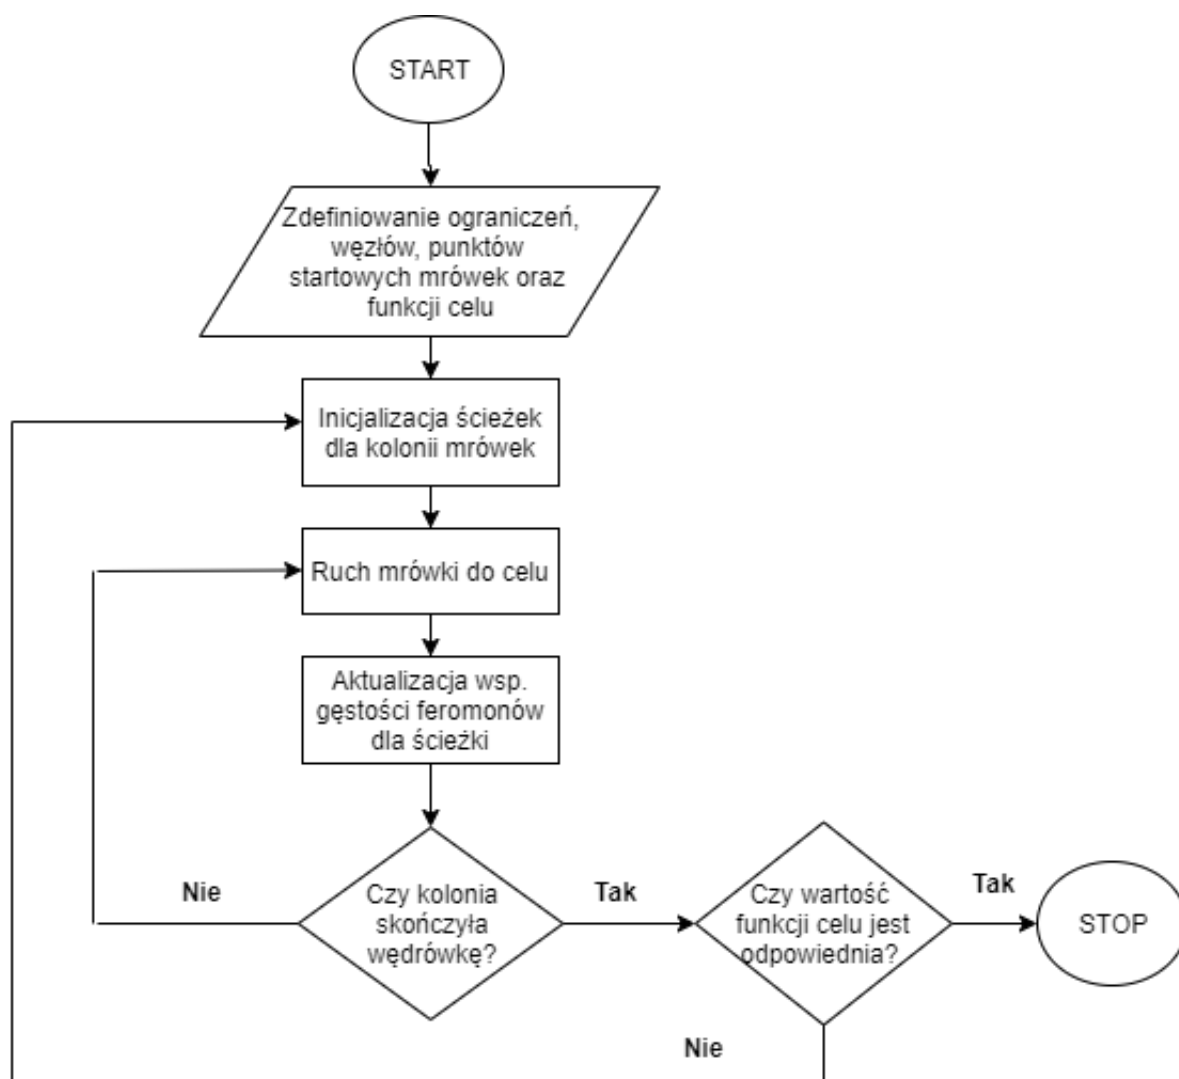 START
Zdefiniowanie ograniczeń,
węzłów, punktów
startowych mrówek oraz
funkcji celu
Inicjalizacja ścieżek
dla kolonii mrówek
Ruch mrówki do celu
Aktualizacja wsp.
gęstości feromonów
dla ścieżki
Nie
Czy kolonia
skończyła
wędrówkę?
Tak
Czy wartość
funkcji celu jest
odpowiednia?
Tak
STOP
Nie